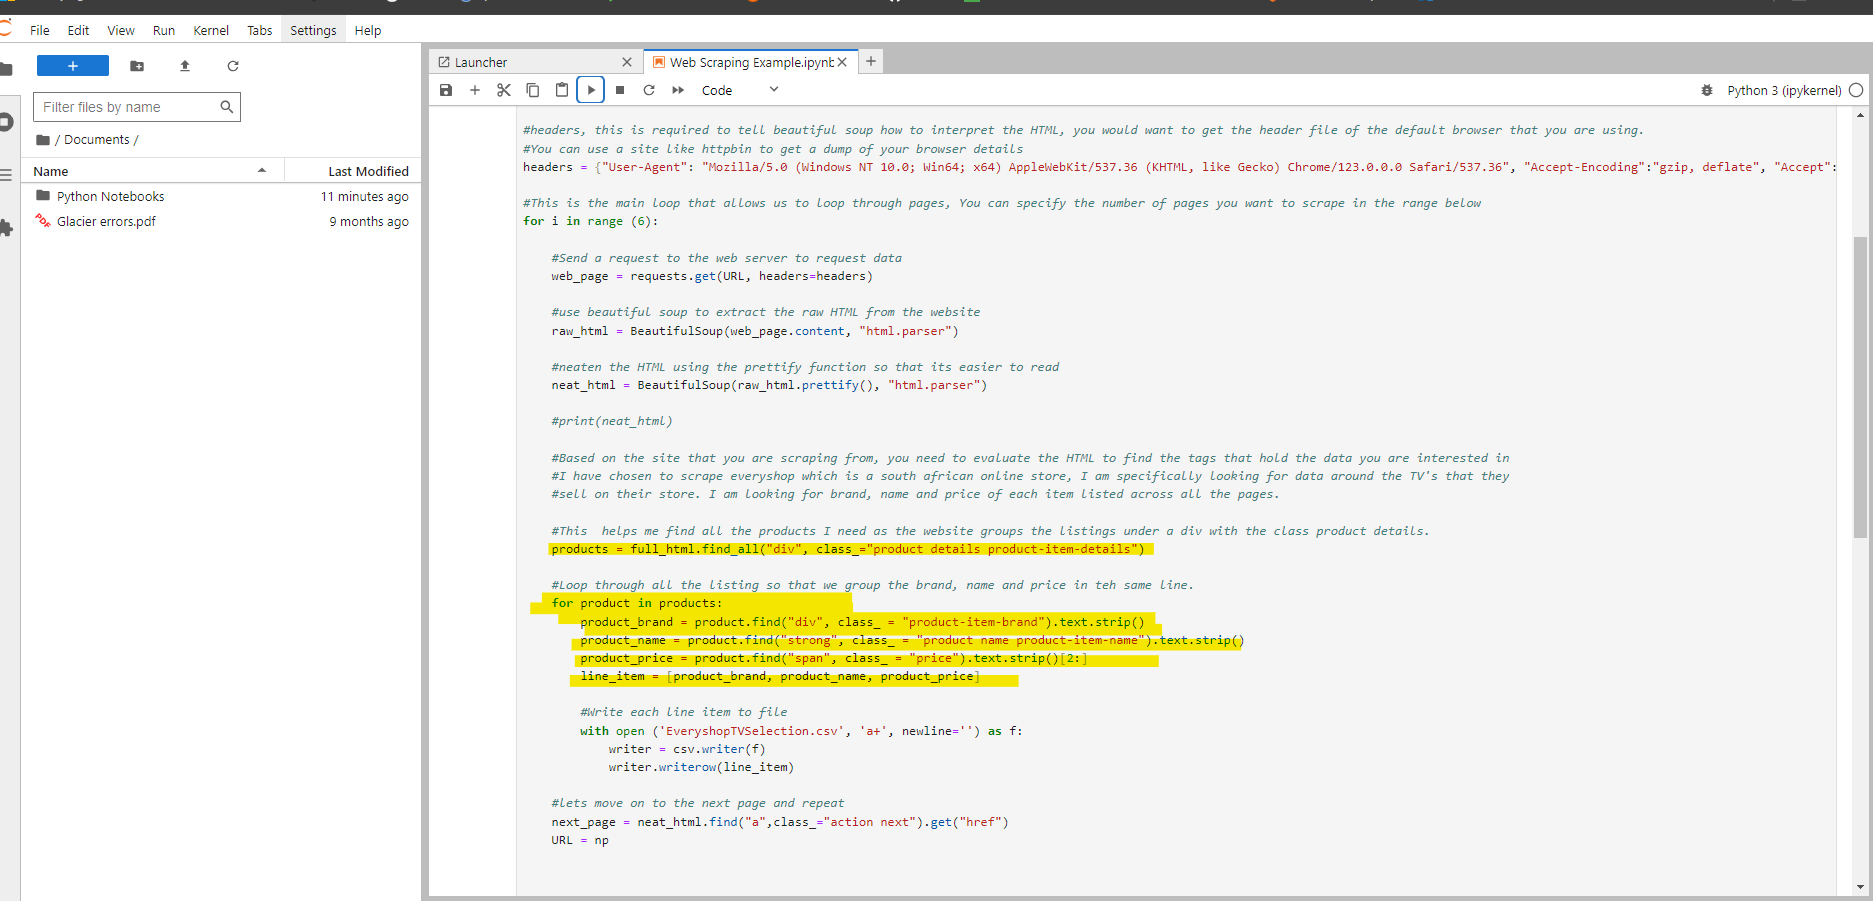 File Edit View Run Kernel Tabs Settings Help
+
Filter files by name
/ Documents /
Name Last Modified
Python Notebooks 11 minutes ago
Glacier errors.pdf 9 months ago
Launcher
Web Scraping Example.ipynb
+
Code
Python 3 (ipykernel)
#headers, this is required to tell beautiful soup how to interpret the HTML, you would want to get the header file of the default browser that you are using.
#You can use a site like httpbin to get a dump of your browser details
headers = {"User-Agent": "Mozilla/5.0 (Windows NT 10.0; Win64; x64) AppleWebKit/537.36 (KHTML, like Gecko) Chrome/123.0.0.0 Safari/537.36", "Accept-Encoding":"gzip, deflate", "Accept":
#This is the main loop that allows us to loop through pages, You can specify the number of pages you want to scrape in the range below
for i in range (6):
#Send a request to the web server to request data
web_page = requests.get(URL, headers=headers)
#use beautiful soup to extract the raw HTML from the website
raw_html = BeautifulSoup(web_page.content, "html.parser")
#neaten the HTML using the prettify function so that its easier to read
neat_html = BeautifulSoup(raw_html.prettify(), "html.parser")
#print(neat_html)
#Based on the site that you are scraping from, you need to evaluate the HTML to find the tags that hold the data you are interested in
#I have chosen to scrape everyshop which is a south african online store, I am specifically looking for data around the TV's that they
#sell on their store. I am looking for brand, name and price of each item listed across all the pages.
#This  helps me find all the products I need as the website groups the listings under a div with the class product details.
products = full_html.find_all("div", class_="product details product-item-details")
#Loop through all the listing so that we group the brand, name and price in teh same line.
for product in products:
product_brand = product.find("div", class_ = "product-item-brand").text.strip()
product_name = product.find("strong", class_ = "product name product-item-name").text.strip()
product_price = product.find("span", class_ = "price").text.strip()[2:]
line_item = [product_brand, product_name, product_price]
#Write each line item to file
with open ('EveryshopTVSelection.csv', 'a+', newline='') as f:
writer = csv.writer(f)
writer.writerow(line_item)
#lets move on to the next page and repeat
next_page = neat_html.find("a",class_="action next").get("href")
URL = np